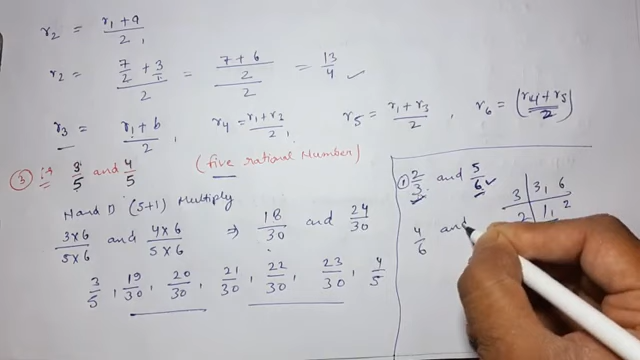 r₂ = r₁+a / 2,
r₂ = 7/2 + 3/1 / 2 = 7+6 / 2 / 2 = 13/4 ✓
r₃ = r₁+b / 2, r₄ = r₁+r₂ / 2, r₅ = r₁+r₃ / 2, r₆ = (r₄+r₅ / 2)
③ 3/5 and 4/5 (five rational Number)
N and D (5+1) Multiply
3×6 / 5×6 and 4×6 / 5×6 ⇒ 18/30 and 24/30
3/5, 19/30, 20/30, 21/30, 22/30, 23/30, 4/5
① 2/3 and 5/6 ✓
3 | 3, 6
2 | 1, 2
4/6 and